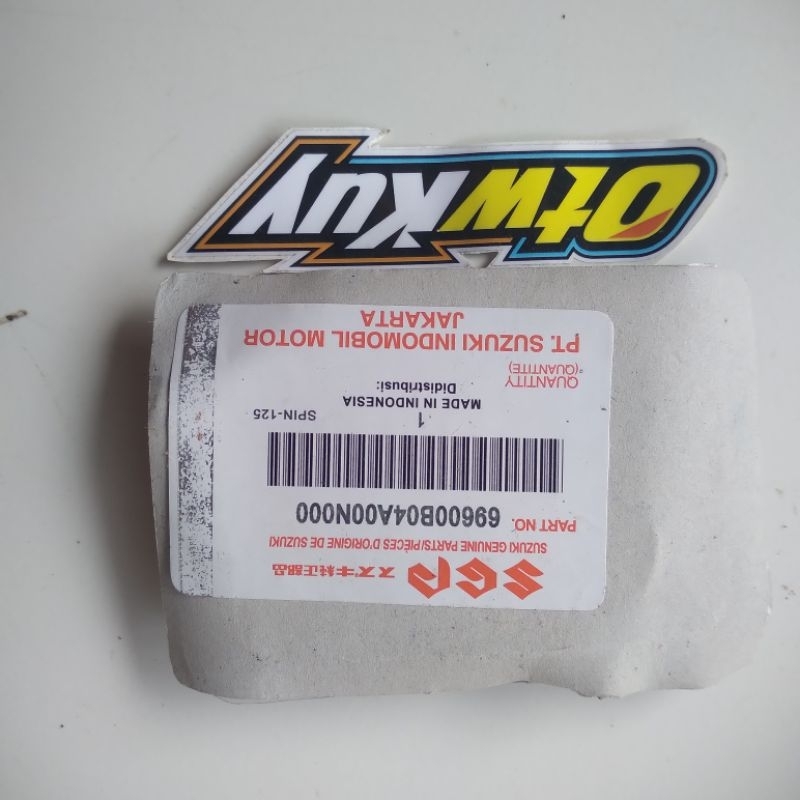 SGP スズキ純正部品
SUZUKI GENUINE PARTS/PIÈCES D'ORIGINE DE SUZUKI
PART NO. 69600B04A00N000
1 SPIN-125
MADE IN INDONESIA
Didistribusi:
QUANTITY
(QUANTITE)
PT. SUZUKI INDOMOBIL MOTOR
JAKARTA
OtwKuy